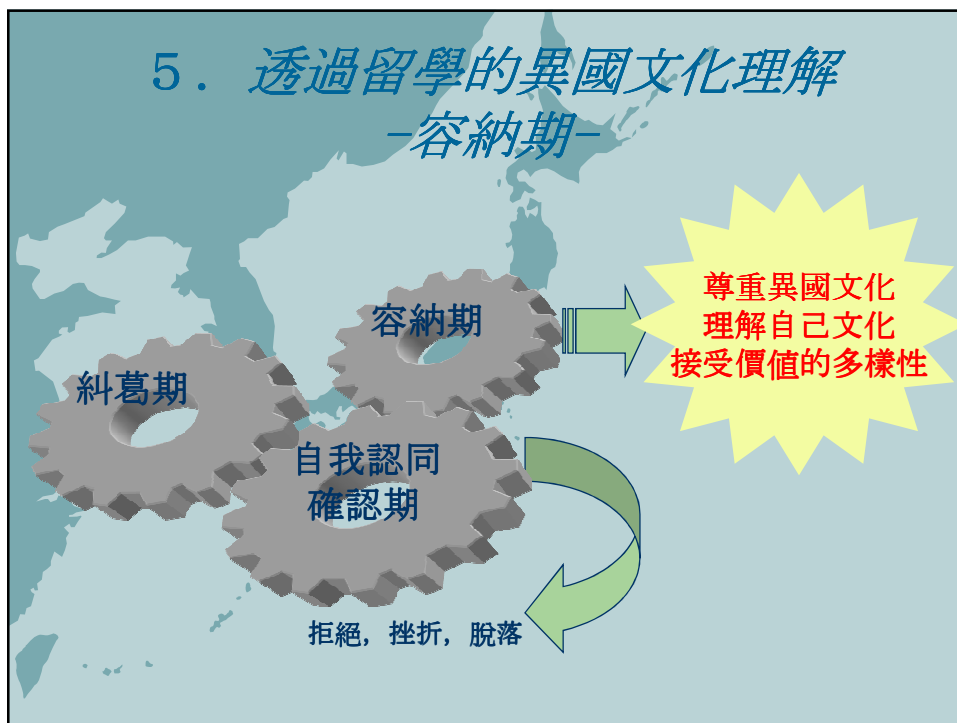 ５．透過留學的異國文化理解
-容納期-
尊重異國文化
理解自己文化
接受價値的多樣性
容納期
糾葛期
自我認同
確認期
拒絕，挫折，脫落